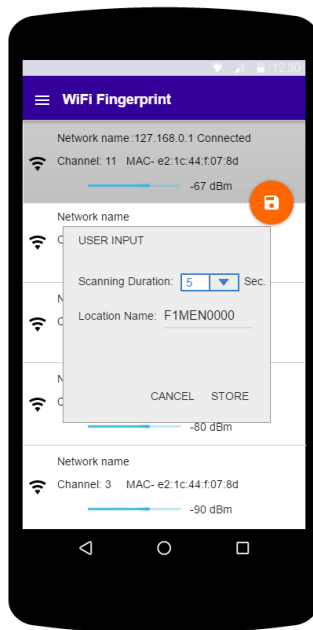 12:30
WiFi Fingerprint
Network name:127.168.0.1 Connected
Channel: 11 MAC- e2:1c:44:f:07:8d
-67 dBm
Network name
USER INPUT
Scanning Duration: 5 Sec.
Location Name: F1MEN0000
CANCEL STORE
-80 dBm
Network name
Channel: 3 MAC- e2:1c:44:f:07:8d
-90 dBm